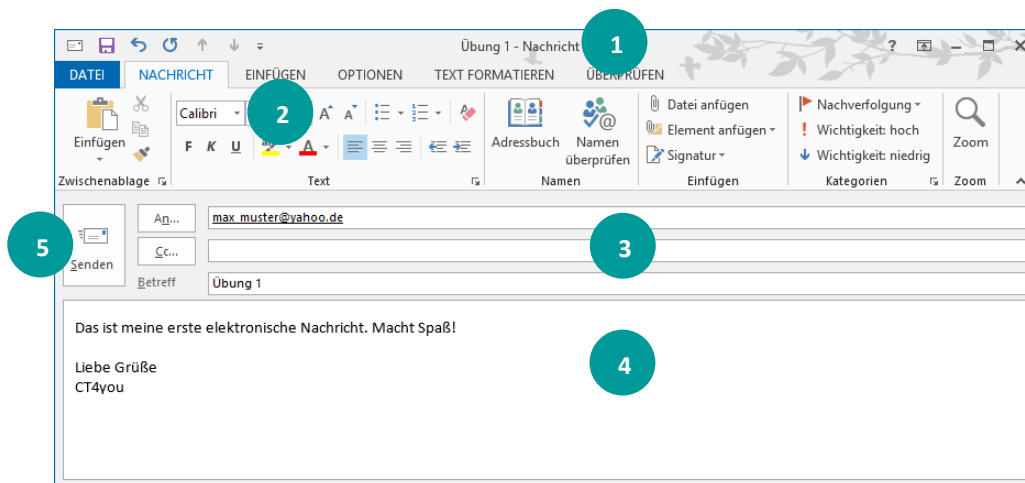 Übung 1 - Nachricht
1
?
DATEI NACHRICHT EINFÜGEN OPTIONEN TEXT FORMATIEREN ÜBERPRÜFEN
Calibri
2
Datei anfügen
Nachverfolgung
Element anfügen
Wichtigkeit: hoch
Einfügen
F K U
Adressbuch
Namen
überprüfen
Signatur
Wichtigkeit: niedrig
Zoom
Zwischenablage
Text
Namen
Einfügen
Kategorien
Zoom
5
Senden
An...
max_muster@yahoo.de
Cc...
3
Betreff
Übung 1
Das ist meine erste elektronische Nachricht. Macht Spaß!
4
Liebe Grüße
CT4you